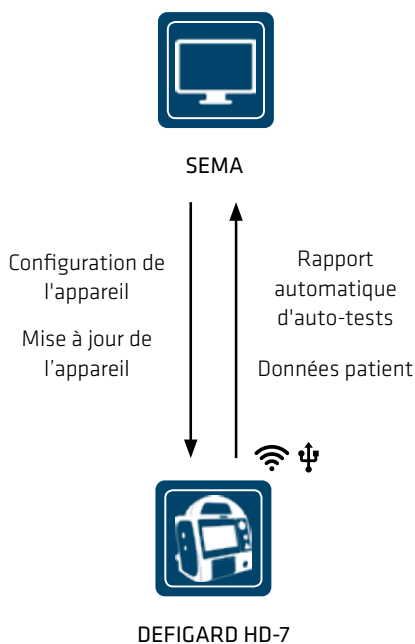 SEMA
Configuration de
l'appareil
Mise à jour de
l’appareil
Rapport
automatique
d'auto-tests
Données patient
DEFIGARD HD-7